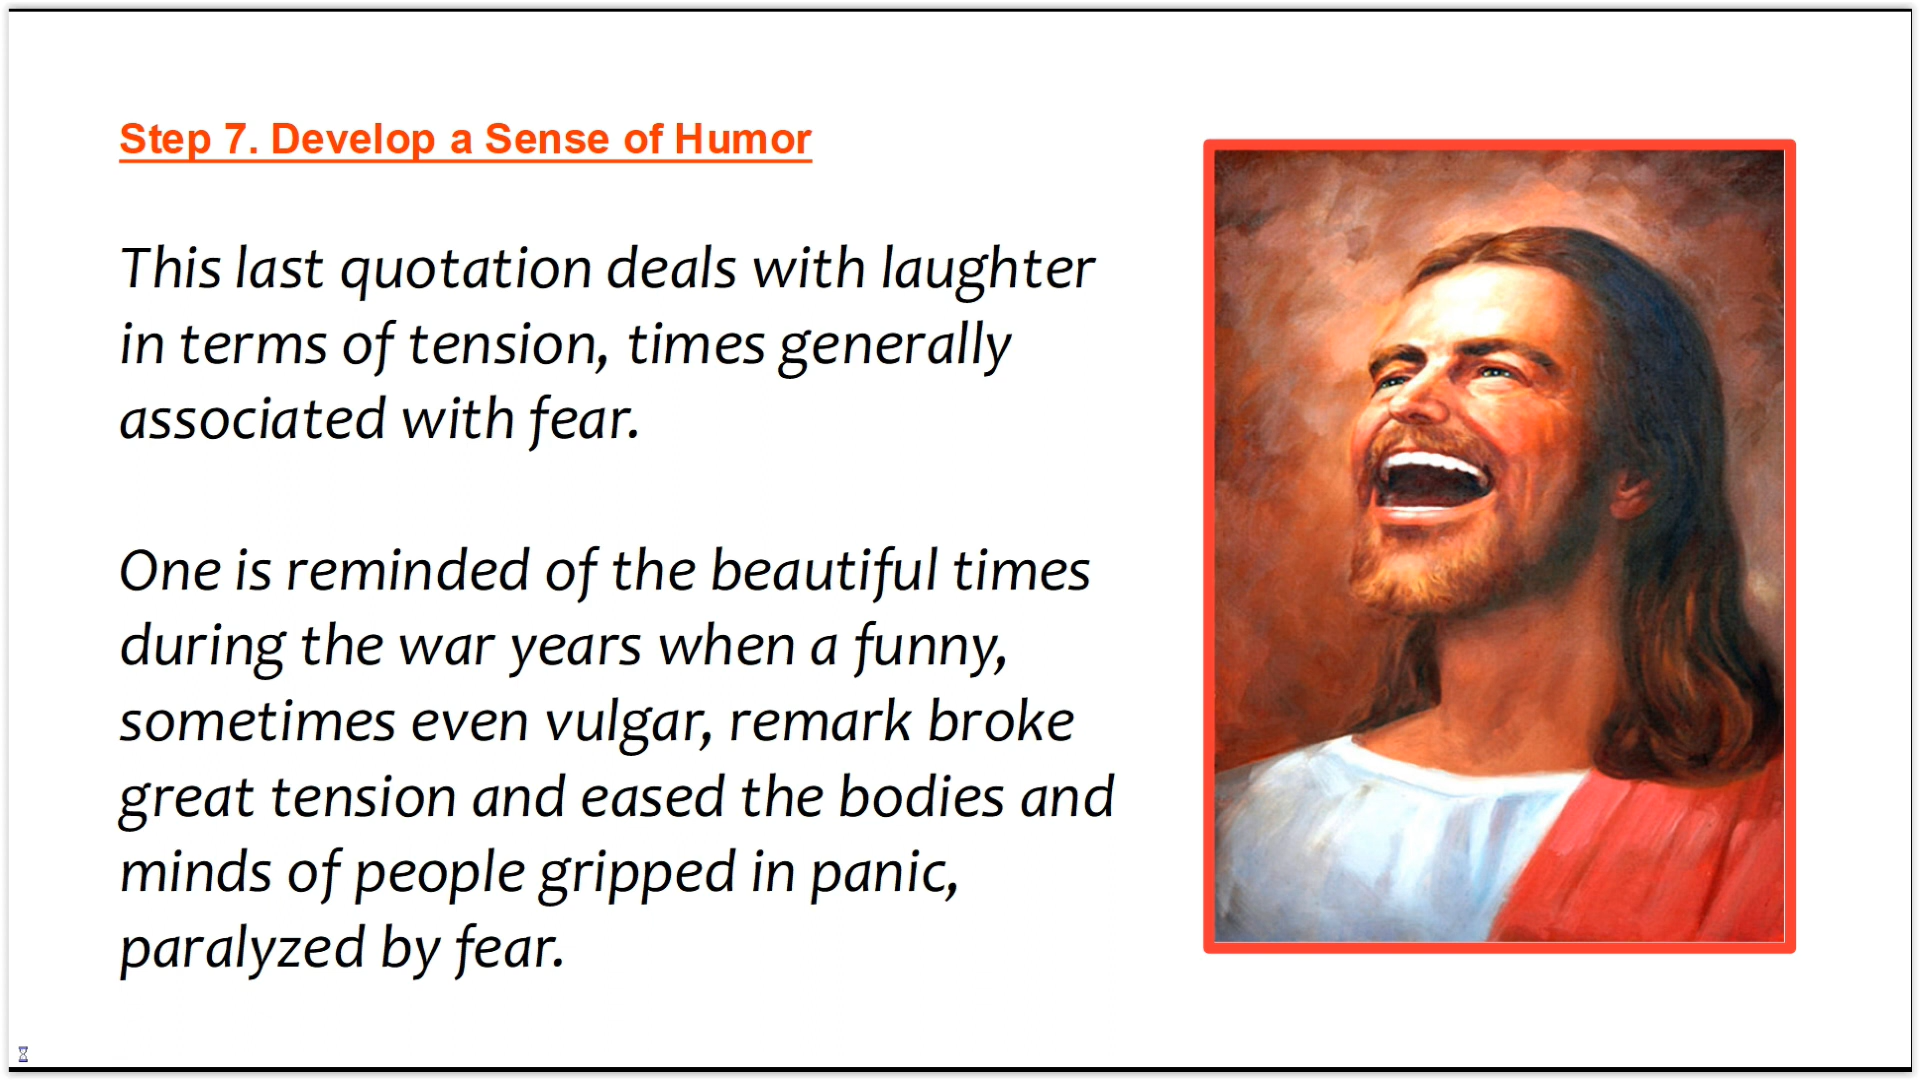 Step 7. Develop a Sense of Humor
This last quotation deals with laughter
in terms of tension, times generally
associated with fear.
One is reminded of the beautiful times
during the war years when a funny,
sometimes even vulgar, remark broke
great tension and eased the bodies and
minds of people gripped in panic,
paralyzed by fear.